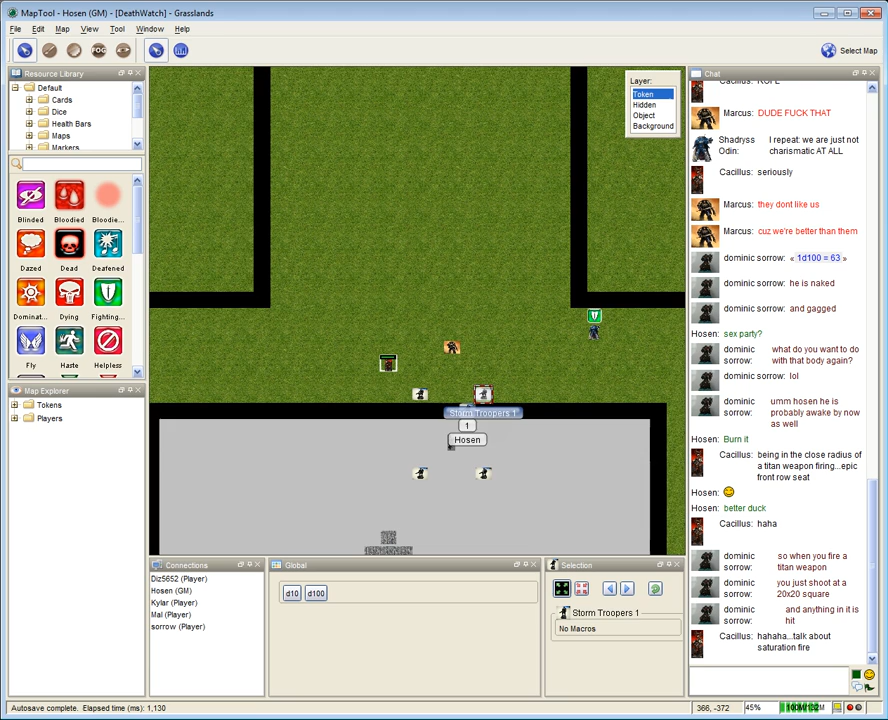 MapTool - Hosen (GM) - [DeathWatch] - Grasslands
File Edit Map View Tool Window Help
FOG
Select Map
Resource Library
Default
Cards
Dice
Health Bars
Maps
Markers
Blinded Bloodied Bloodie...
Dazed Dead Deafened
Dominat... Dying Fighting...
Fly Haste Helpless
Map Explorer
Tokens
Players
Layer:
Token
Hidden
Object
Background
Storm Troopers 1
1
Hosen
Connections
Diz5652 (Player)
Hosen (GM)
Kylar (Player)
Mal (Player)
sorrow (Player)
Global
d10 d100
Selection
Storm Troopers 1
No Macros
Chat
Cacillus:
Marcus: DUDE FUCK THAT
Shadryss I repeat: we are just not
Odin: charismatic AT ALL
Cacillus: seriously
Marcus: they dont like us
Marcus: cuz we're better than them
dominic sorrow: « 1d100 = 63 »
dominic sorrow: he is naked
dominic sorrow: and gagged
Hosen: sex party?
dominic what do you want to do
sorrow: with that body again?
dominic sorrow: lol
dominic umm hosen he is
sorrow: probably awake by now
as well
Hosen: Burn it
Cacillus: being in the close radius of
a titan weapon firing...epic
front row seat
Hosen:
Hosen: better duck
Cacillus: haha
dominic so when you fire a
sorrow: titan weapon
dominic you just shoot at a
sorrow: 20x20 square
dominic and anything in it is
sorrow: hit
Cacillus: hahaha...talk about
saturation fire
Autosave complete. Elapsed time (ms): 1,130
366, -372
45%